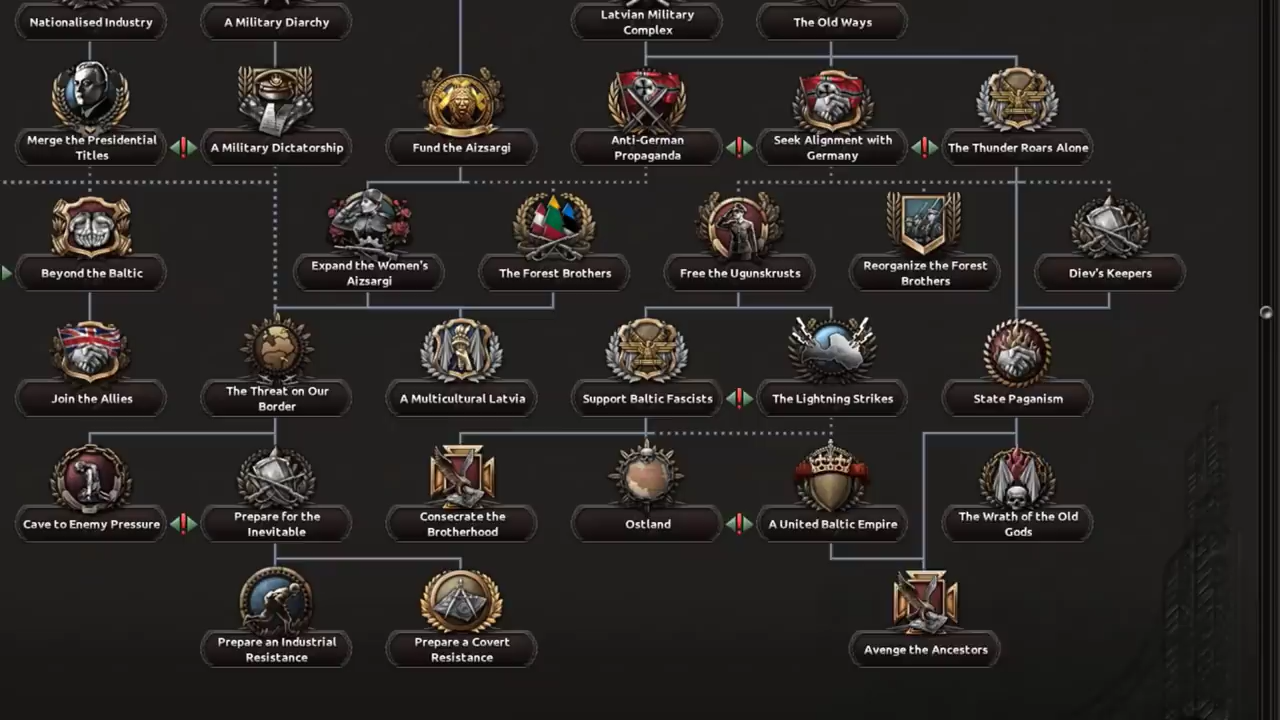 Nationalised Industry
A Military Diarchy
Latvian Military
Complex
The Old Ways
Merge the Presidential
Titles
A Military Dictatorship
Fund the Aizsargi
Anti-German
Propaganda
Seek Alignment with
Germany
The Thunder Roars Alone
Beyond the Baltic
Expand the Women's
Aizsargi
The Forest Brothers
Free the Ugunskrusts
Reorganize the Forest
Brothers
Diev's Keepers
Join the Allies
The Threat on Our
Border
A Multicultural Latvia
Support Baltic Fascists
The Lightning Strikes
State Paganism
Cave to Enemy Pressure
Prepare for the
Inevitable
Consecrate the
Brotherhood
Ostland
A United Baltic Empire
The Wrath of the Old
Gods
Prepare an Industrial
Resistance
Prepare a Covert
Resistance
Avenge the Ancestors